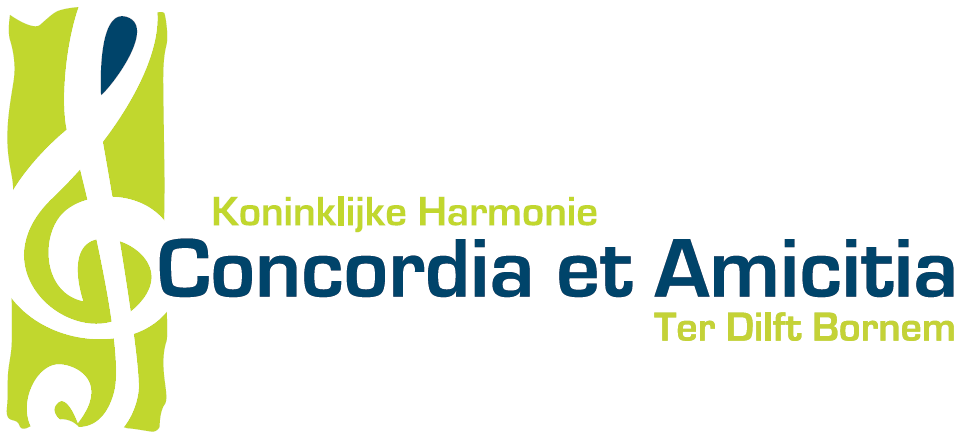 Koninklijke Harmonie
Concordia et Amicitia
Ter Dilft Bornem